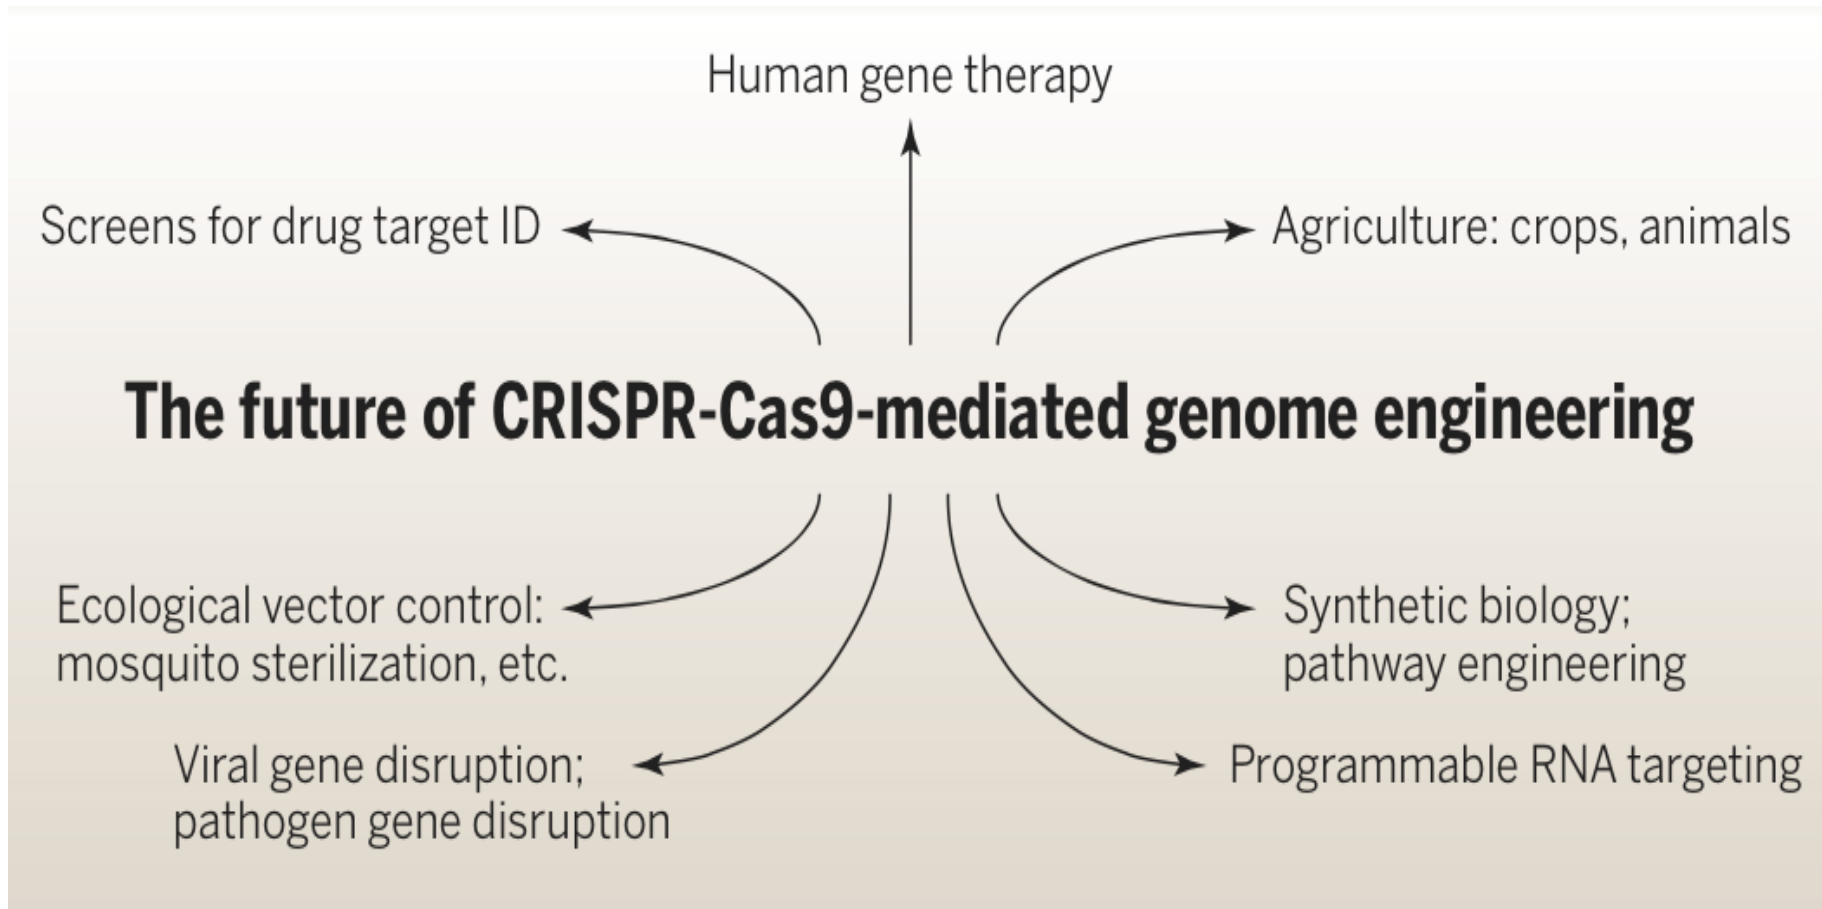 Human gene therapy
Screens for drug target ID
Agriculture: crops, animals
The future of CRISPR-Cas9-mediated genome engineering
Ecological vector control:
mosquito sterilization, etc.
Synthetic biology;
pathway engineering
Viral gene disruption;
pathogen gene disruption
Programmable RNA targeting